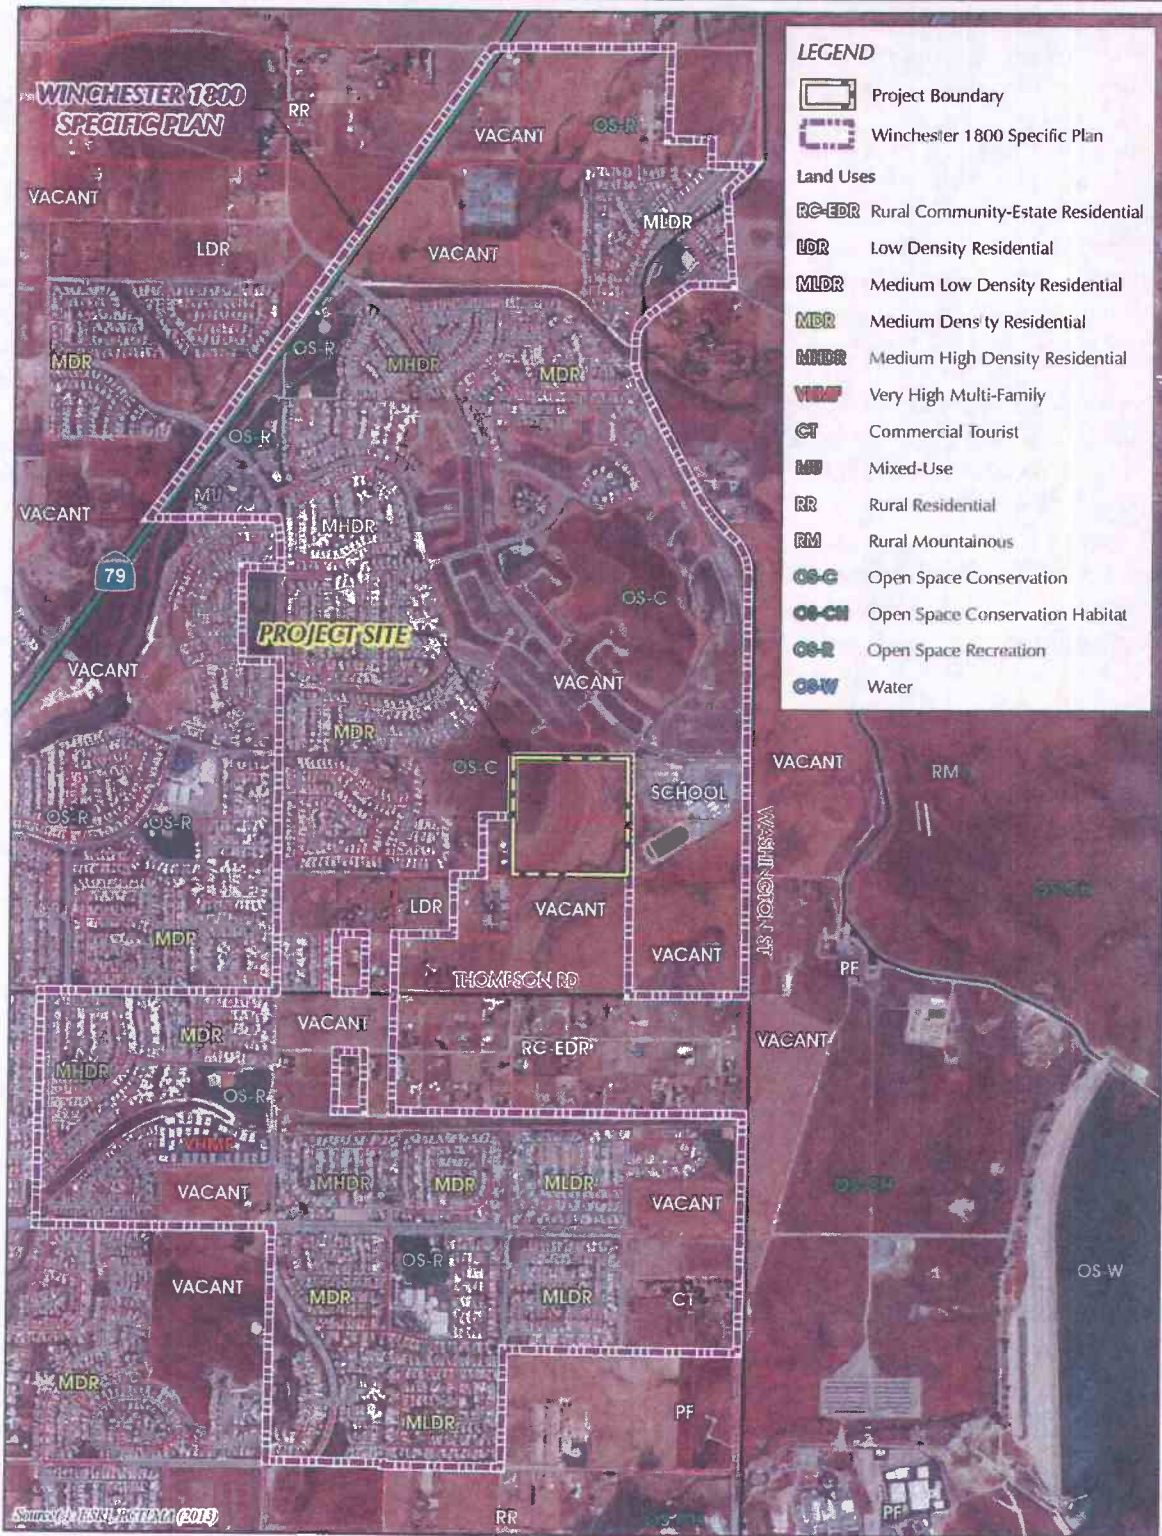 WINCHESTER 1800
SPECIFIC PLAN
RR
VACANT
OS-R
VACANT
LDR
VACANT
MLDR
MDR
OS-R
MHDR
MDR
OS-R
MU
VACANT
MHDR
79
OS-C
PROJECT SITE
VACANT
VACANT
MDR
OS-C
VACANT
RM
SCHOOL
OS-R
OS-R
WASHINGTON ST
LDR
VACANT
MDR
VACANT
PF
THOMPSON RD
VACANT
MDR
RC-EDR
VACANT
MHDR
OS-R
VHMF
VACANT
MHDR
MDR
MLDR
VACANT
OS-CH
VACANT
OS-R
OS-W
MDR
MLDR
CT
MDR
MLDR
PF
RR
PF
LEGEND
Project Boundary
Winchester 1800 Specific Plan
Land Uses
RC-EDR Rural Community-Estate Residential
LDR Low Density Residential
MLDR Medium Low Density Residential
MDR Medium Density Residential
MHDR Medium High Density Residential
VHMF Very High Multi-Family
CT Commercial Tourist
MU Mixed-Use
RR Rural Residential
RM Rural Mountainous
OS-C Open Space Conservation
OS-CH Open Space Conservation Habitat
OS-R Open Space Recreation
OS-W Water
Source(s): ESRI, RCTLMA (2013)